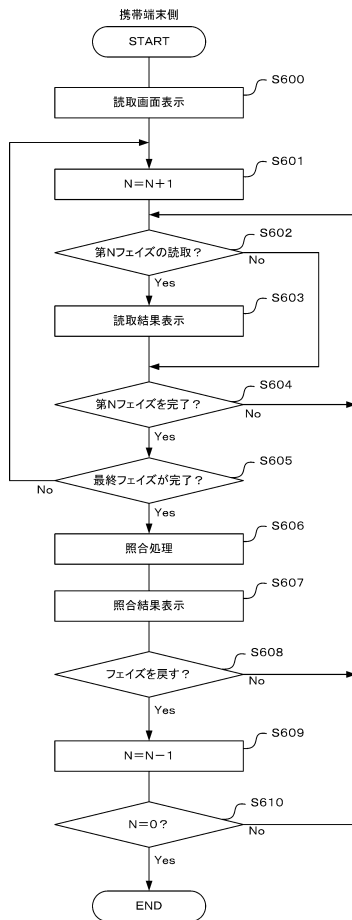 携帯端末側
START
S600
読取画面表示
S601
N=N+1
S602
第Nフェイズの読取？
No
Yes
S603
読取結果表示
S604
第Nフェイズを完了？
No
Yes
S605
最終フェイズが完了？
No
Yes
S606
照合処理
S607
照合結果表示
S608
フェイズを戻す？
No
Yes
S609
N=N−1
S610
N=0？
No
Yes
END